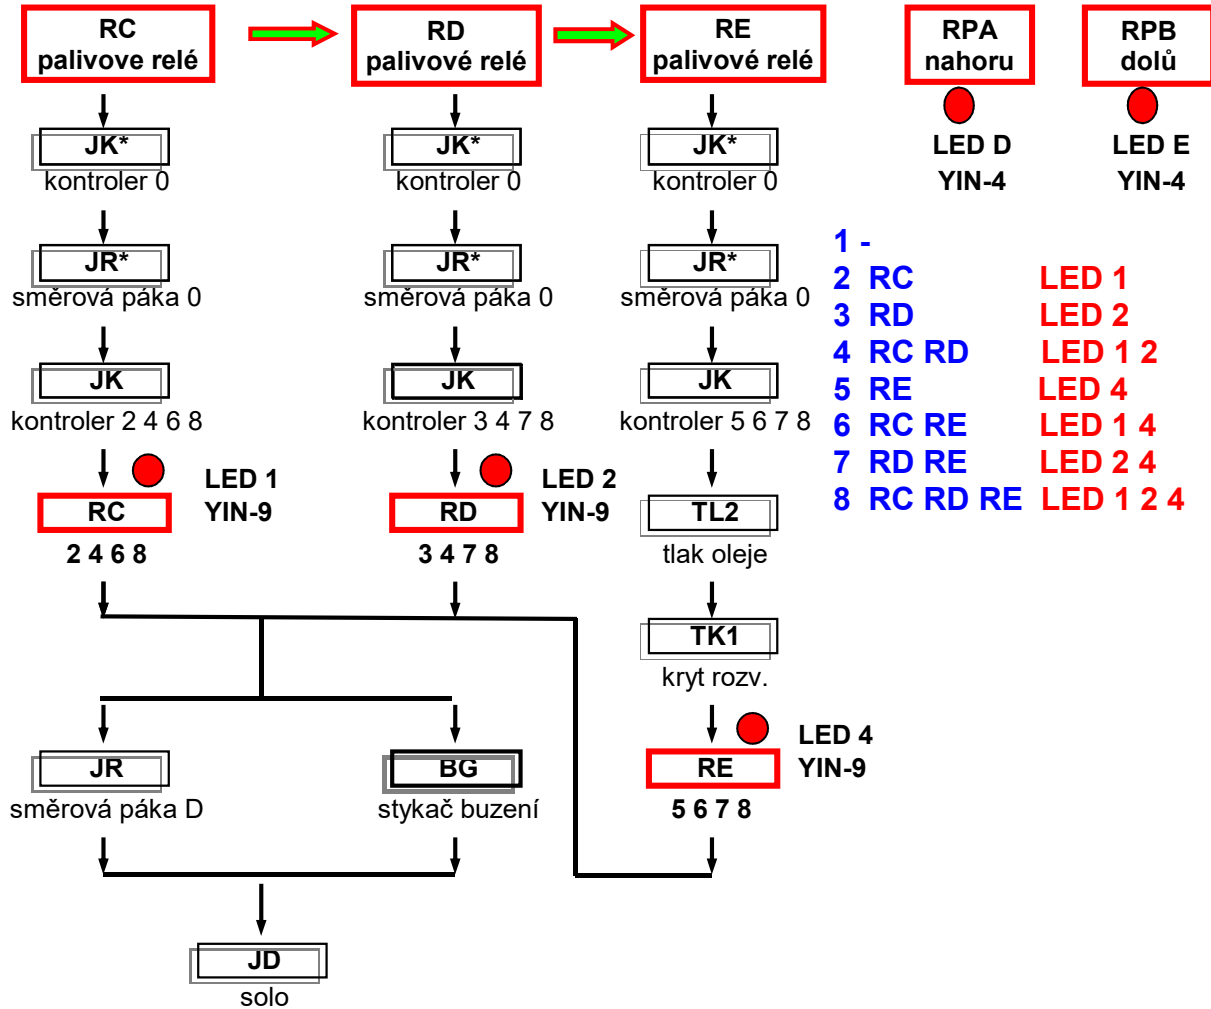 RC
palivove relé
RD
palivové relé
RE
palivové relé
RPA
nahoru
RPB
dolů
JK*
kontroler 0
JK*
kontroler 0
JK*
kontroler 0
LED D
YIN-4
LED E
YIN-4
JR*
směrová páka 0
JR*
směrová páka 0
JR*
směrová páka 0
JK
kontroler 2 4 6 8
JK
kontroler 3 4 7 8
JK
kontroler 5 6 7 8
1 -
2 RC LED 1
3 RD LED 2
4 RC RD LED 1 2
5 RE LED 4
6 RC RE LED 1 4
7 RD RE LED 2 4
8 RC RD RE LED 1 2 4
LED 1
YIN-9
RC
2 4 6 8
LED 2
YIN-9
RD
3 4 7 8
TL2
tlak oleje
TK1
kryt rozv.
LED 4
YIN-9
RE
5 6 7 8
JR
směrová páka D
BG
stykač buzení
JD
solo